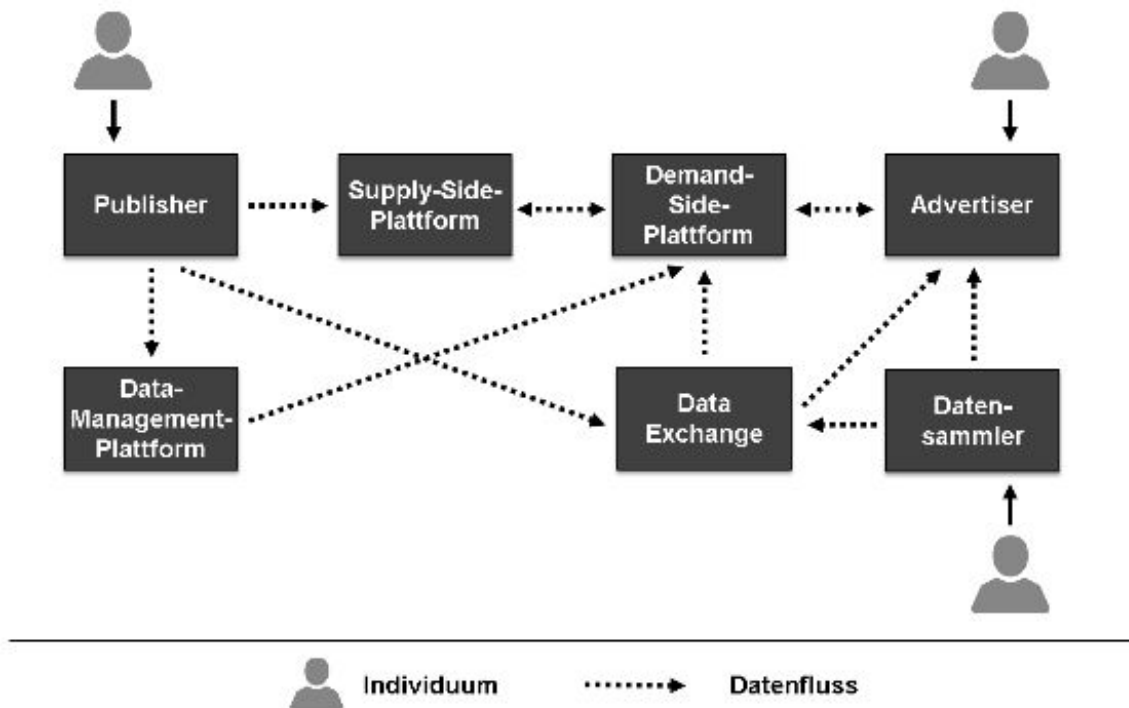 Publisher
Supply-Side-
Plattform
Demand-
Side-
Plattform
Advertiser
Data-
Management-
Plattform
Data
Exchange
Daten-
sammler
Individuum
Datenfluss